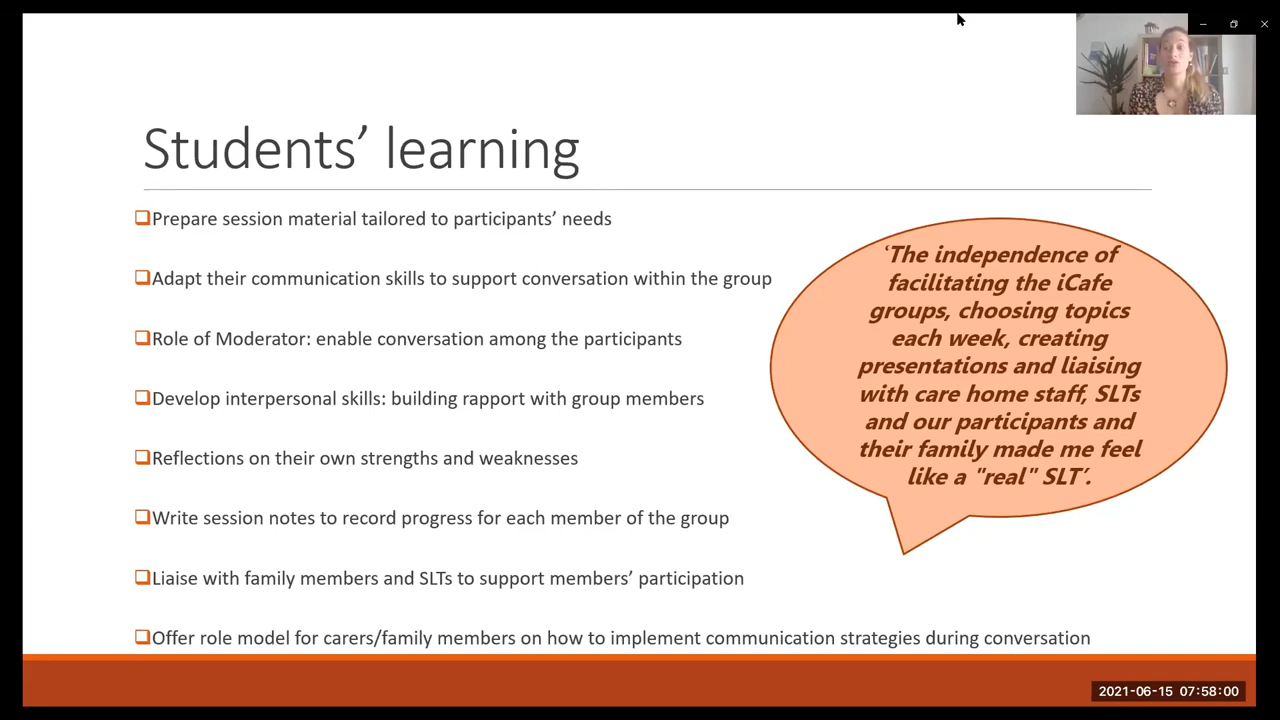 Students’ learning
❑Prepare session material tailored to participants’ needs
❑Adapt their communication skills to support conversation within the group
❑Role of Moderator: enable conversation among the participants
❑Develop interpersonal skills: building rapport with group members
❑Reflections on their own strengths and weaknesses
❑Write session notes to record progress for each member of the group
❑Liaise with family members and SLTs to support members’ participation
❑Offer role model for carers/family members on how to implement communication strategies during conversation
‘The independence of
facilitating the iCafe
groups, choosing topics
each week, creating
presentations and liaising
with care home staff, SLTs
and our participants and
their family made me feel
like a "real" SLT’.
2021-06-15 07:58:00